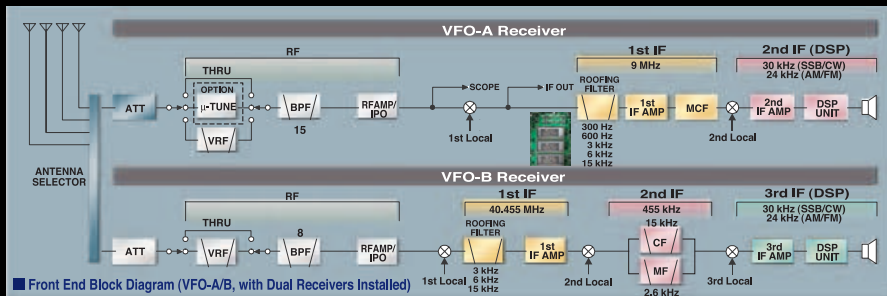 VFO-A Receiver
RF
1st IF
9 MHz
2nd IF (DSP)
30 kHz (SSB/CW)
24 kHz (AM/FM)
THRU
OPTION
μ-TUNE
VRF
ATT
BPF
15
RFAMP/
IPO
SCOPE
1st Local
IF OUT
ROOFING
FILTER
300 Hz
600 Hz
3 kHz
6 kHz
15 kHz
1st
IF AMP
MCF
2nd Local
2nd
IF AMP
DSP
UNIT
ANTENNA
SELECTOR
VFO-B Receiver
RF
1st IF
40.455 MHz
2nd IF
455 kHz
3rd IF (DSP)
30 kHz (SSB/CW)
24 kHz (AM/FM)
THRU
ATT
VRF
8
BPF
RFAMP/
IPO
1st Local
ROOFING
FILTER
3 kHz
6 kHz
15 kHz
1st
IF AMP
2nd Local
15 kHz
CF
MF
2.6 kHz
3rd Local
3rd
IF AMP
DSP
UNIT
Front End Block Diagram (VFO-A/B, with Dual Receivers Installed)